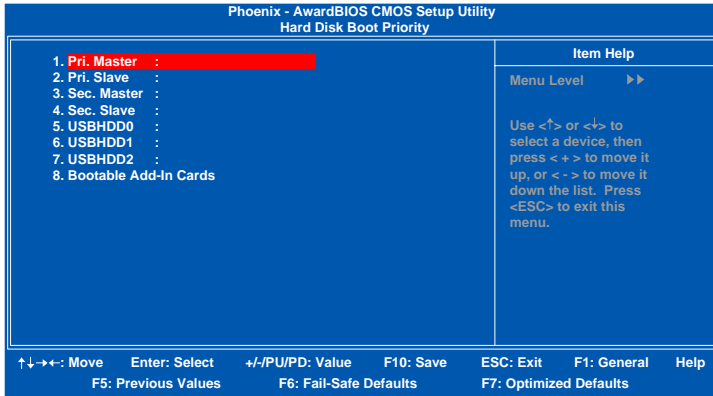 Phoenix - AwardBIOS CMOS Setup Utility
Hard Disk Boot Priority
1. Pri. Master :
2. Pri. Slave :
3. Sec. Master :
4. Sec. Slave :
5. USBHDD0 :
6. USBHDD1 :
7. USBHDD2 :
8. Bootable Add-In Cards
Item Help
Menu Level ▶▶
Use <↑> or <↓> to
select a device, then
press < + > to move it
up, or < - > to move it
down the list. Press
<ESC> to exit this
menu.
↑↓→←: Move Enter: Select +/-/PU/PD: Value F10: Save ESC: Exit F1: General Help
F5: Previous Values F6: Fail-Safe Defaults F7: Optimized Defaults